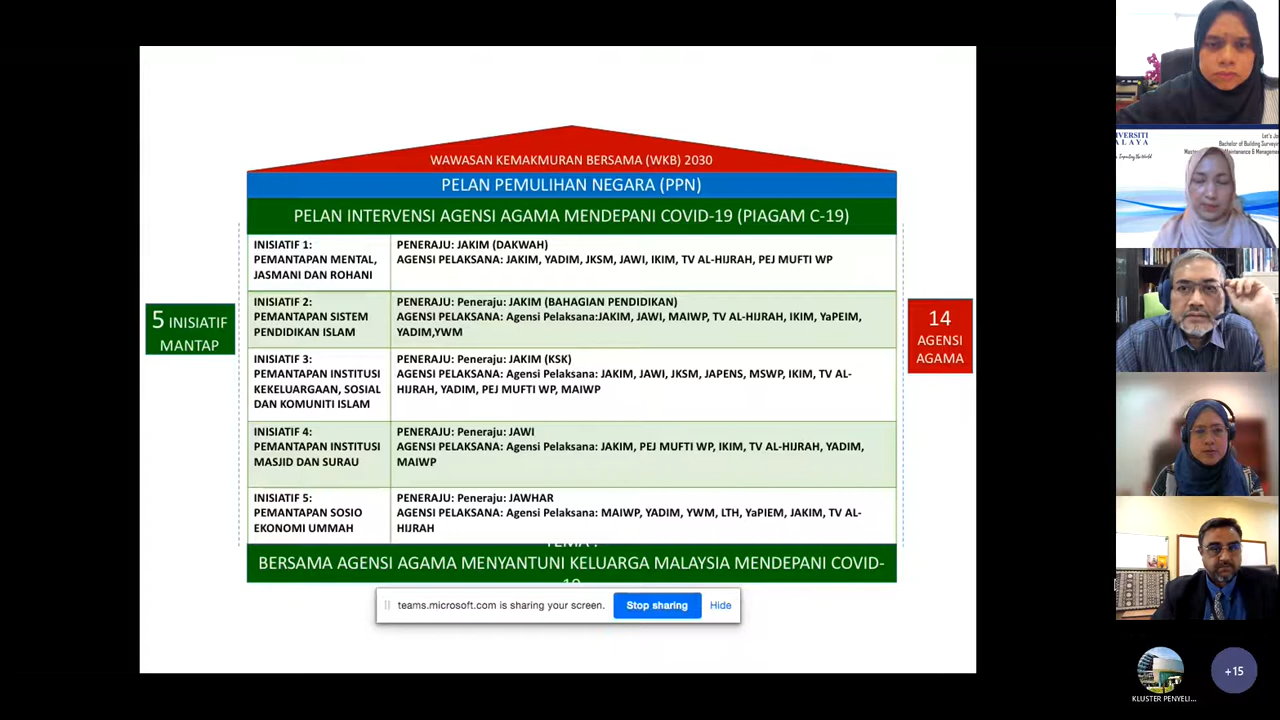 WAWASAN KEMAKMURAN BERSAMA (WKB) 2030
PELAN PEMULIHAN NEGARA (PPN)
PELAN INTERVENSI AGENSI AGAMA MENDEPANI COVID-19 (PIAGAM C-19)
5 INISIATIF
MANTAP
INISIATIF 1:
PEMANTAPAN MENTAL,
JASMANI DAN ROHANI
PENERAJU: JAKIM (DAKWAH)
AGENSI PELAKSANA: JAKIM, YADIM, JKSM, JAWI, IKIM, TV AL-HIJRAH, PEJ MUFTI WP
INISIATIF 2:
PEMANTAPAN SISTEM
PENDIDIKAN ISLAM
PENERAJU: Peneraju: JAKIM (BAHAGIAN PENDIDIKAN)
AGENSI PELAKSANA: Agensi Pelaksana:JAKIM, JAWI, MAIWP, TV AL-HIJRAH, IKIM, YaPEIM,
YADIM,YWM
INISIATIF 3:
PEMANTAPAN INSTITUSI
KEKELUARGAAN, SOSIAL
DAN KOMUNITI ISLAM
PENERAJU: Peneraju: JAKIM (KSK)
AGENSI PELAKSANA: Agensi Pelaksana: JAKIM, JAWI, JKSM, JAPENS, MSWP, IKIM, TV AL-
HIJRAH, YADIM, PEJ MUFTI WP, MAIWP
INISIATIF 4:
PEMANTAPAN INSTITUSI
MASJID DAN SURAU
PENERAJU: Peneraju: JAWI
AGENSI PELAKSANA: Agensi Pelaksana: JAKIM, PEJ MUFTI WP, IKIM, TV AL-HIJRAH, YADIM,
MAIWP
INISIATIF 5:
PEMANTAPAN SOSIO
EKONOMI UMMAH
PENERAJU: Peneraju: JAWHAR
AGENSI PELAKSANA: Agensi Pelaksana: MAIWP, YADIM, YWM, LTH, YaPIEM, JAKIM, TV AL-
HIJRAH
14
AGENSI
AGAMA
TEMA :
BERSAMA AGENSI AGAMA MENYANTUNI KELUARGA MALAYSIA MENDEPANI COVID-
19
teams.microsoft.com is sharing your screen.
Stop sharing
Hide
Bachelor of Building Surveyin
KLUSTER PENYELI...
+15